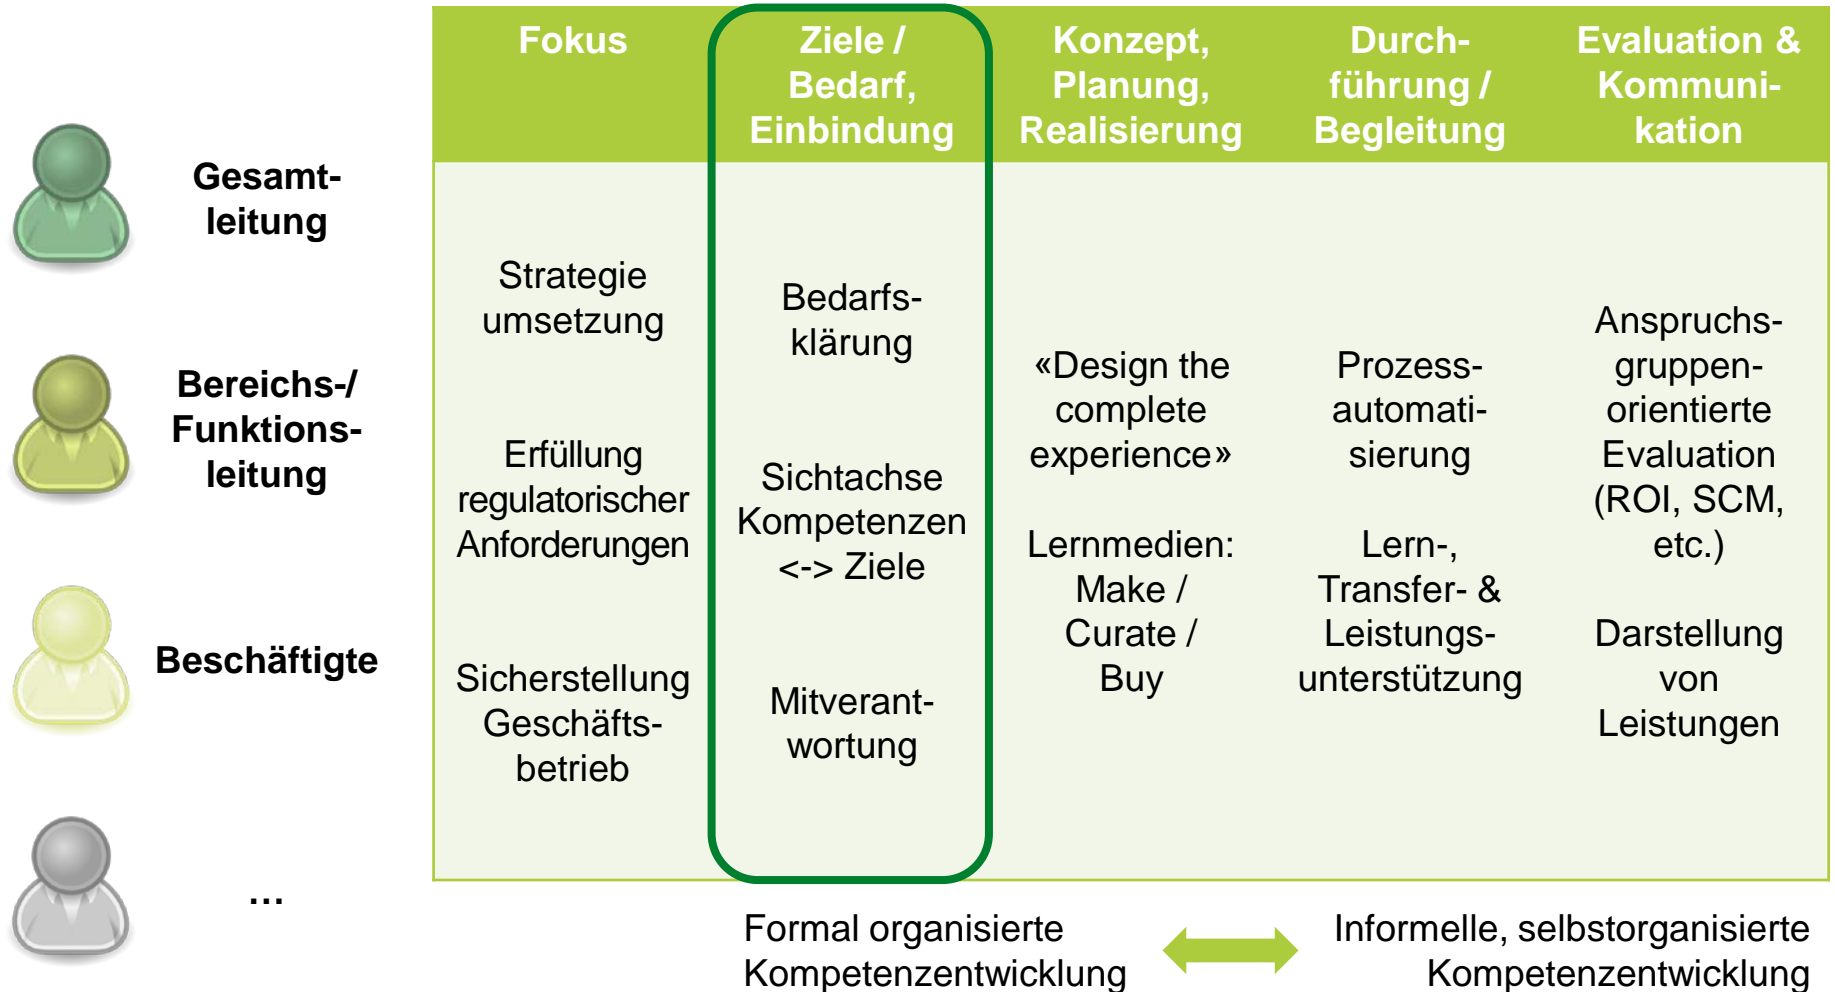 Fokus
Ziele /
Bedarf,
Einbindung
Konzept,
Planung,
Realisierung
Durch-
führung /
Begleitung
Evaluation &
Kommuni-
kation
Gesamt-
leitung
Bereichs-/
Funktions-
leitung
Beschäftigte
...
Strategie
umsetzung
Erfüllung
regulatorischer
Anforderungen
Sicherstellung
Geschäfts-
betrieb
Bedarfs-
klärung
Sichtachse
Kompetenzen
<-> Ziele
Mitverant-
wortung
«Design the
complete
experience»
Lernmedien:
Make /
Curate /
Buy
Prozess-
automati-
sierung
Lern-,
Transfer- &
Leistungs-
unterstützung
Anspruchs-
gruppen-
orientierte
Evaluation
(ROI, SCM,
etc.)
Darstellung
von
Leistungen
Formal organisierte
Kompetenzentwicklung
Informelle, selbstorganisierte
Kompetenzentwicklung